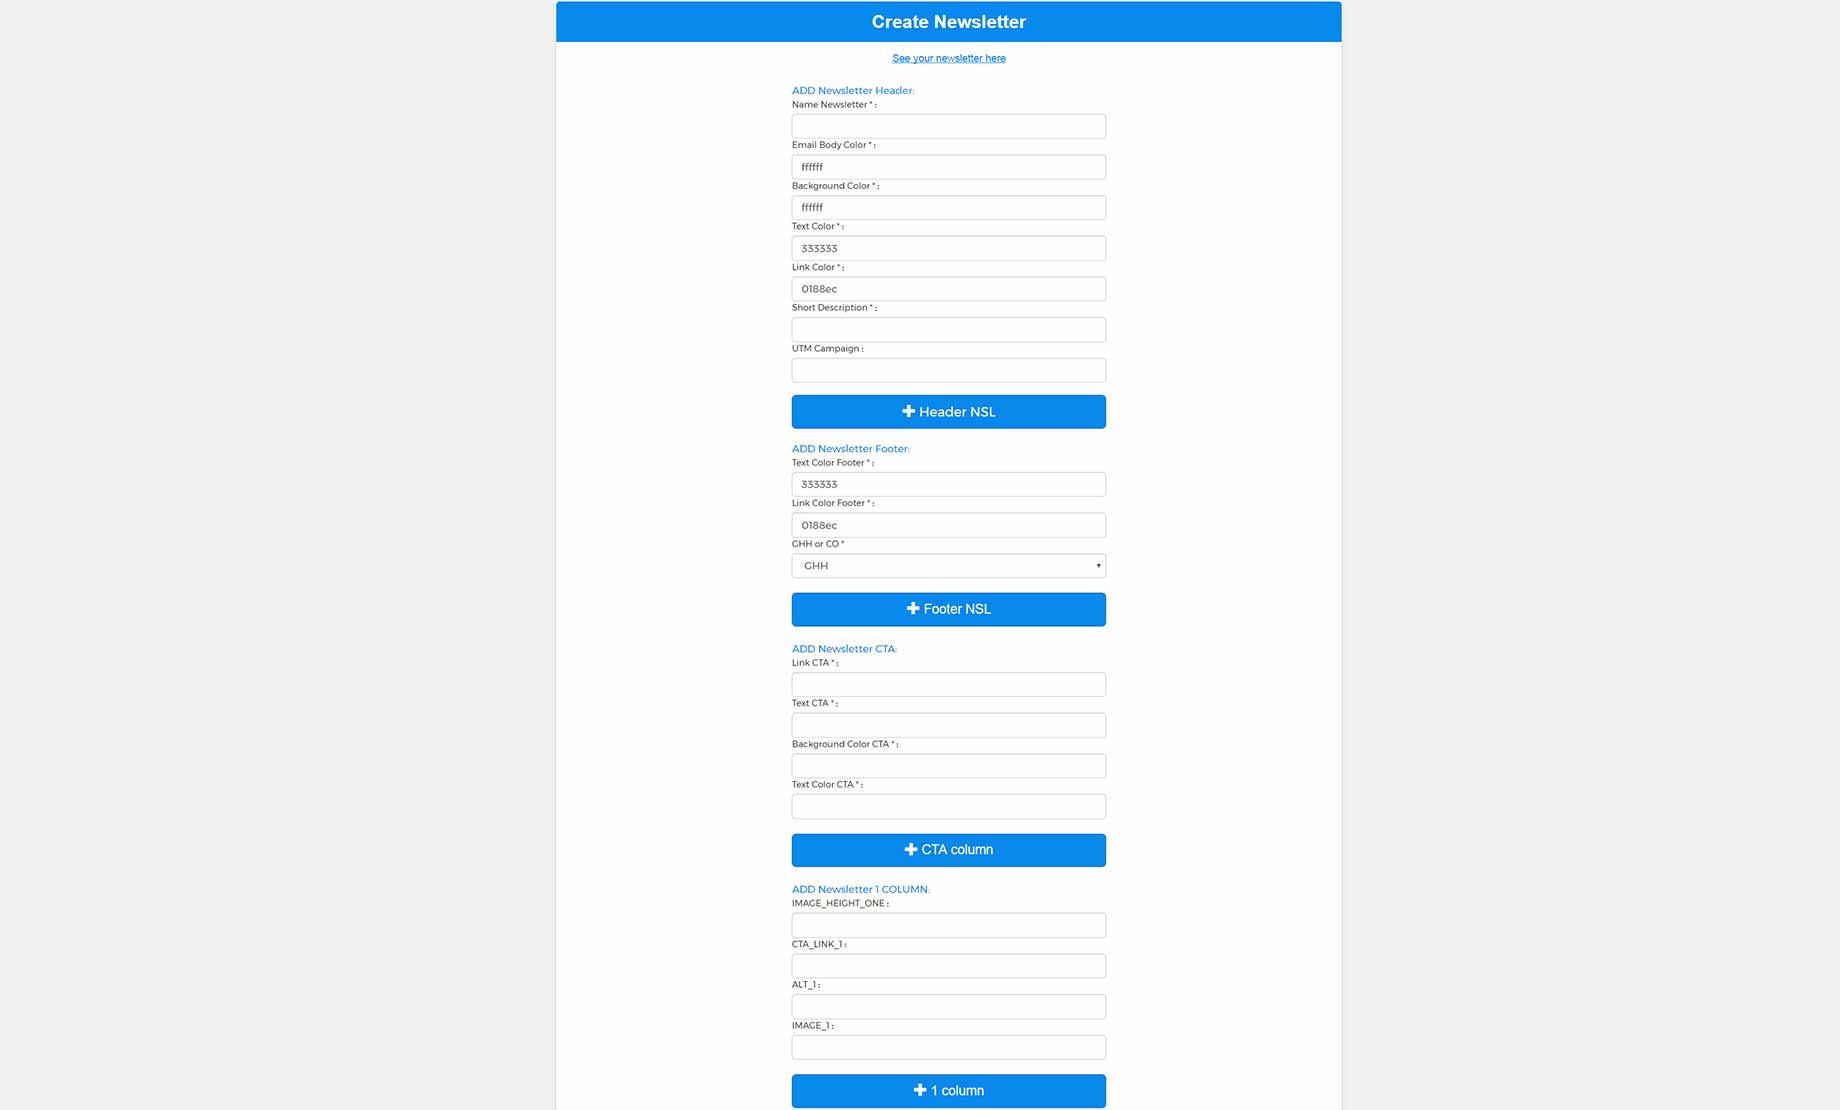 Create Newsletter
See your newsletter here
ADD Newsletter Header:
Name Newsletter * :
Email Body Color * :
ffffff
Background Color * :
ffffff
Text Color * :
333333
Link Color * :
0188ec
Short Description * :
UTM Campaign :
+ Header NSL
ADD Newsletter Footer:
Text Color Footer * :
333333
Link Color Footer * :
0188ec
GHH or CO *
GHH
+ Footer NSL
ADD Newsletter CTA:
Link CTA * :
Text CTA * :
Background Color CTA * :
Text Color CTA * :
+ CTA column
ADD Newsletter 1 COLUMN:
IMAGE_HEIGHT_ONE :
CTA_LINK_1 :
ALT_1 :
IMAGE_1 :
+ 1 column